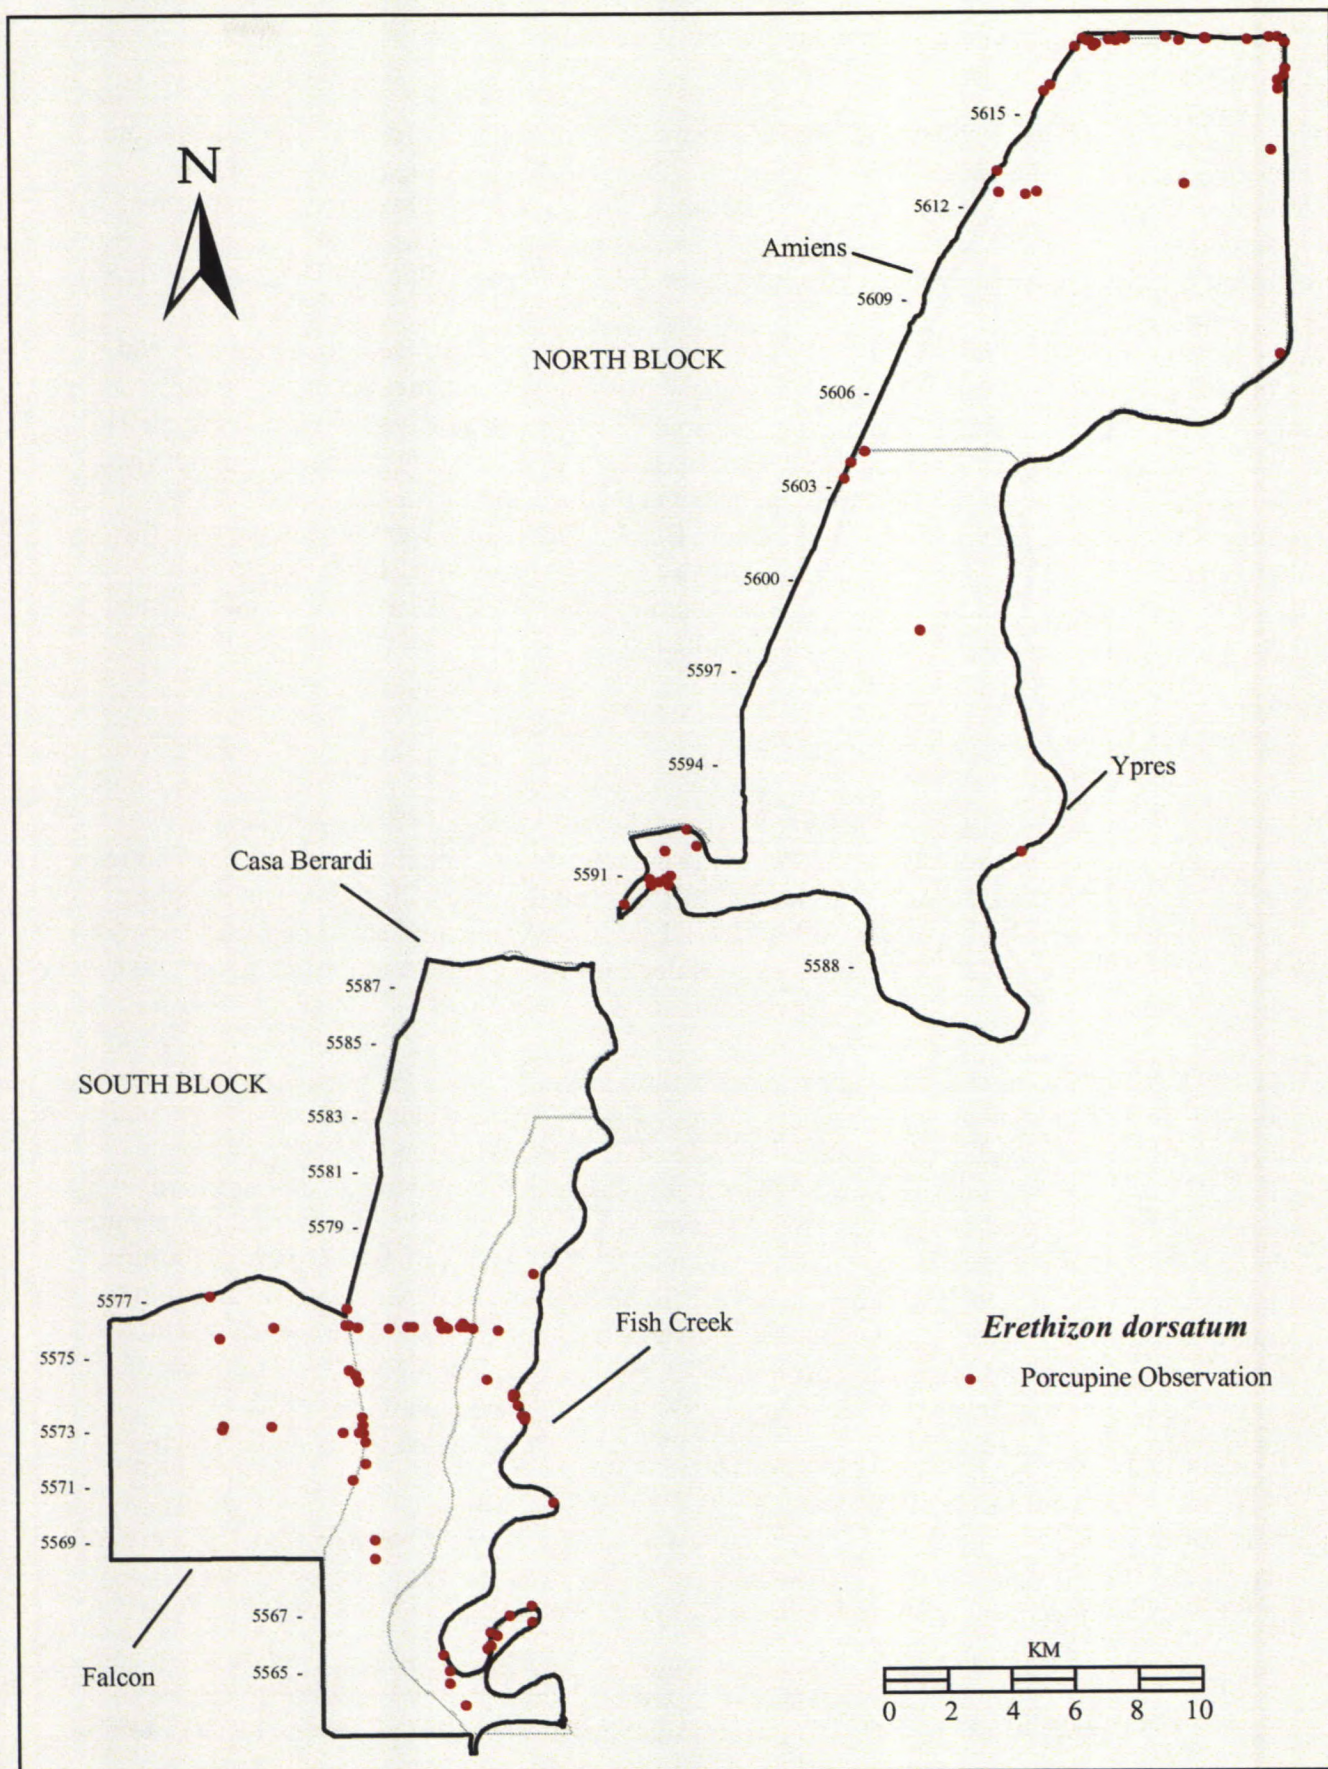 N
5615 -
5612 -
Amiens
5609 -
NORTH BLOCK
5606 -
5603 -
5600 -
5597 -
5594 -
Ypres
Casa Berardi
5591 -
5588 -
5587 -
5585 -
SOUTH BLOCK
5583 -
5581 -
5579 -
5577 -
Fish Creek
Erethizon dorsatum
5575 -
Porcupine Observation
5573 -
5571 -
5569 -
5567 -
Falcon
5565 -
KM
0 2 4 6 8 10